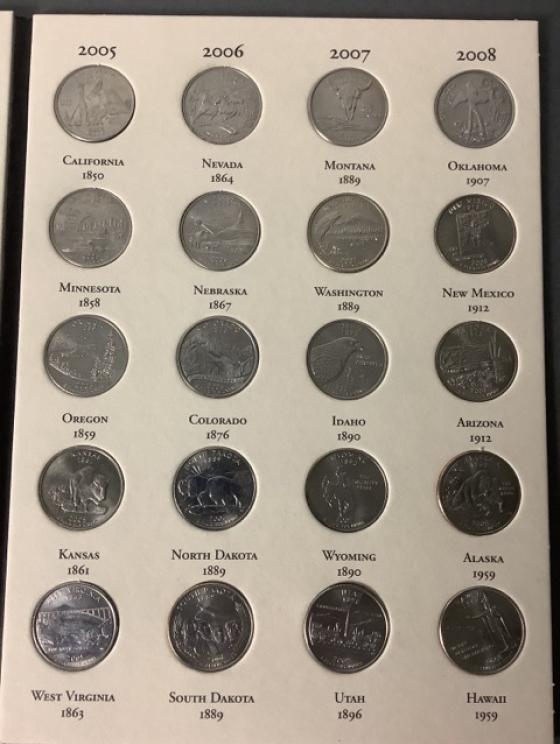 2005 2006 2007 2008
California Nevada Montana Oklahoma
1850 1864 1889 1907
Minnesota Nebraska Washington New Mexico
1858 1867 1889 1912
Oregon Colorado Idaho Arizona
1859 1876 1890 1912
Kansas North Dakota Wyoming Alaska
1861 1889 1890 1959
West Virginia South Dakota Utah Hawaii
1863 1889 1896 1959